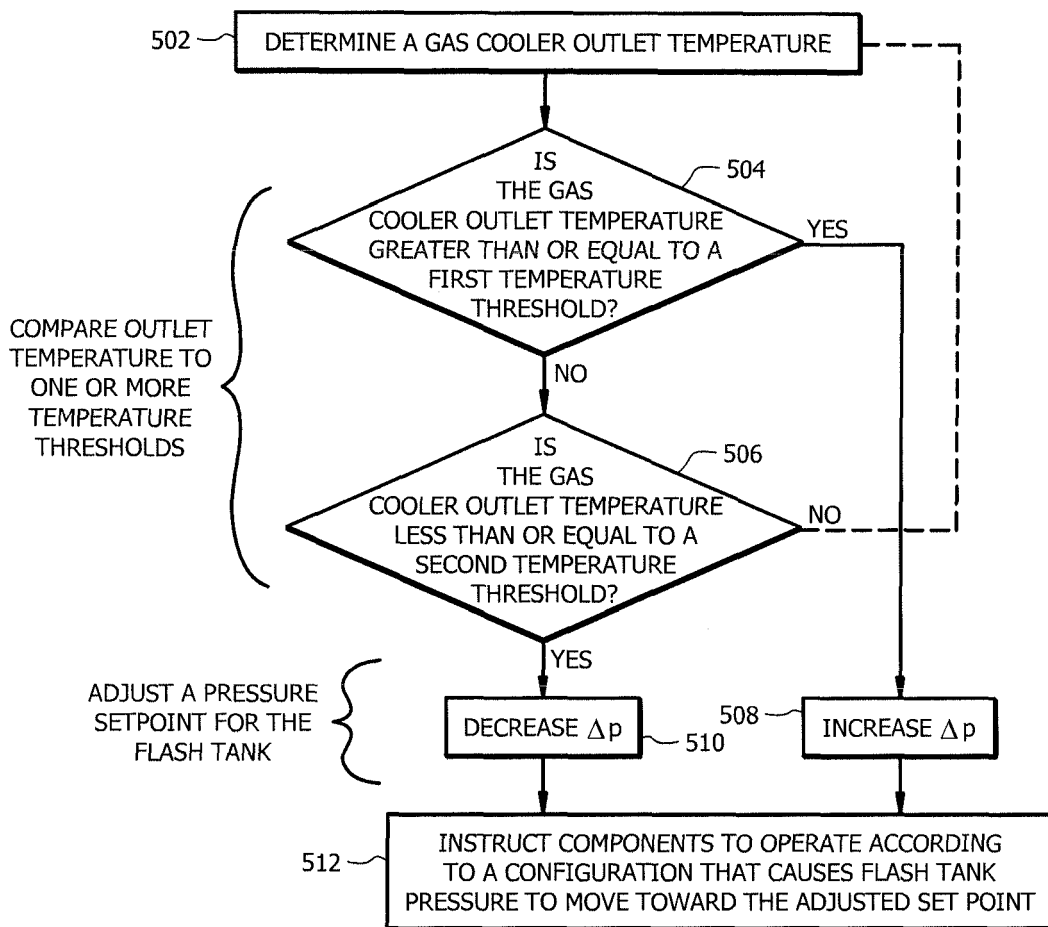 502
DETERMINE A GAS COOLER OUTLET TEMPERATURE
IS
THE GAS
COOLER OUTLET TEMPERATURE
GREATER THAN OR EQUAL TO A
FIRST TEMPERATURE
THRESHOLD?
504
YES
NO
COMPARE OUTLET
TEMPERATURE TO
ONE OR MORE
TEMPERATURE
THRESHOLDS
IS
THE GAS
COOLER OUTLET TEMPERATURE
LESS THAN OR EQUAL TO A
SECOND TEMPERATURE
THRESHOLD?
506
NO
YES
ADJUST A PRESSURE
SETPOINT FOR THE
FLASH TANK
DECREASE Δp
510
508
INCREASE Δp
512
INSTRUCT COMPONENTS TO OPERATE ACCORDING
TO A CONFIGURATION THAT CAUSES FLASH TANK
PRESSURE TO MOVE TOWARD THE ADJUSTED SET POINT